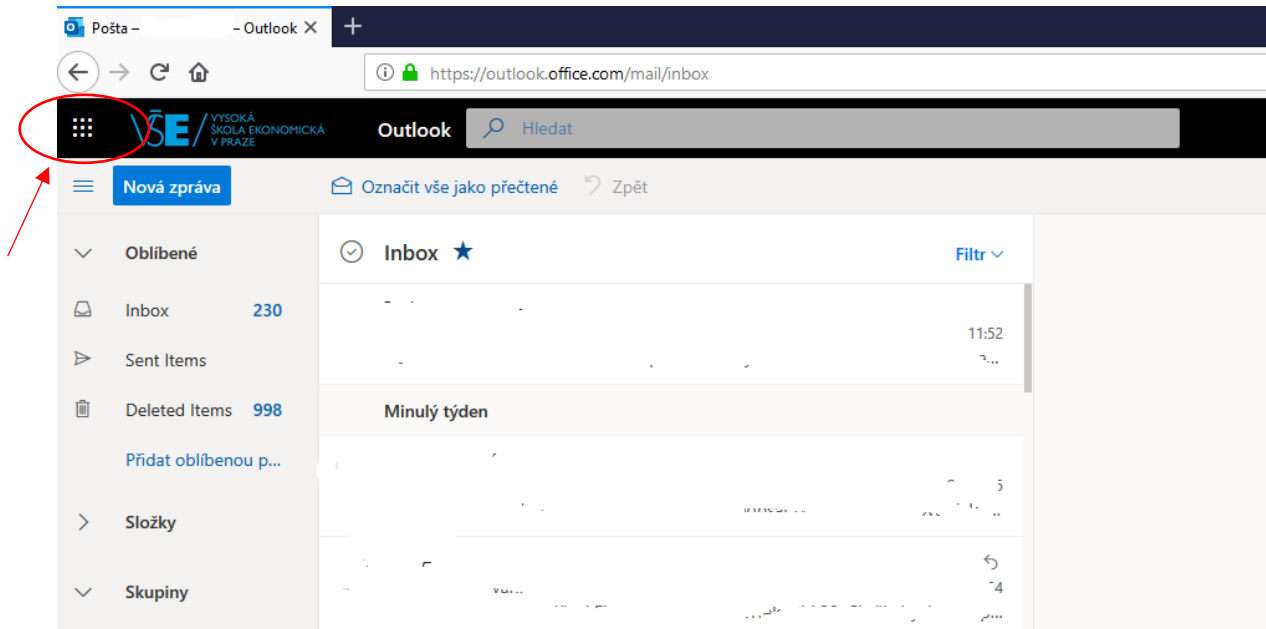 Pošta –
– Outlook
https://outlook.office.com/mail/inbox
VŠE / VYSOKÁ
ŠKOLA EKONOMICKÁ
V PRAZE
Outlook
Hledat
Nová zpráva
Označit vše jako přečtené
Zpět
Oblíbené
Inbox 230
Sent Items
Deleted Items 998
Přidat oblíbenou p...
Složky
Skupiny
Inbox
Filtr
11:52
Minulý týden